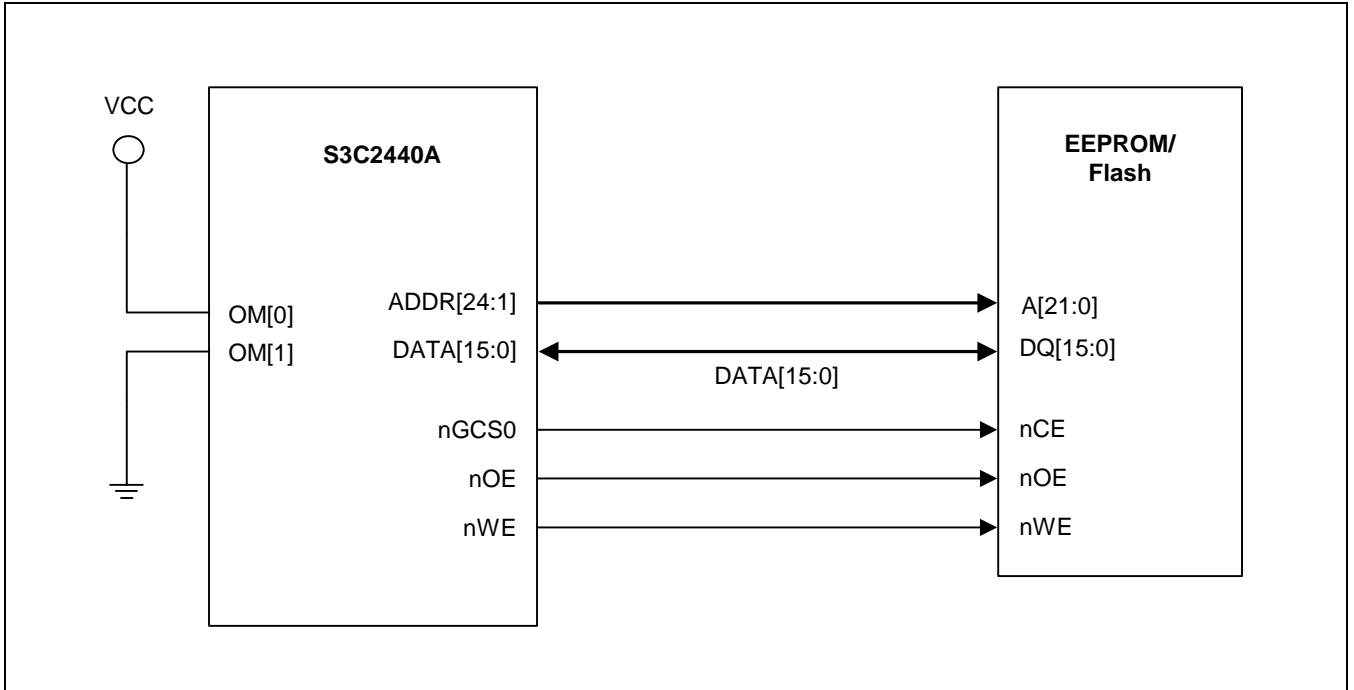 VCC
S3C2440A
EEPROM/
Flash
OM[0]
OM[1]
ADDR[24:1]
DATA[15:0]
nGCS0
nOE
nWE
DATA[15:0]
A[21:0]
DQ[15:0]
nCE
nOE
nWE